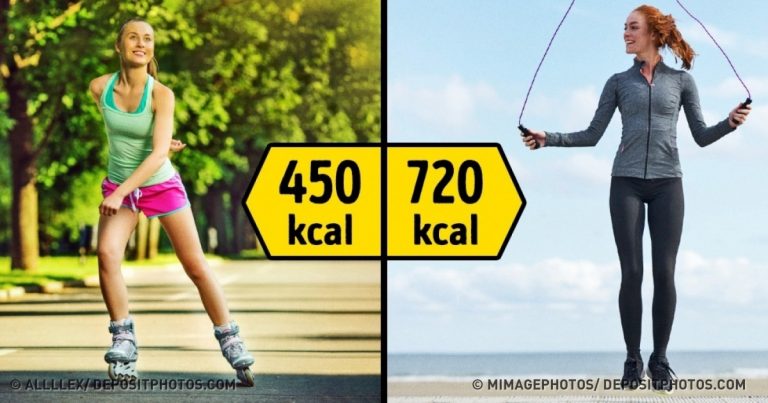 450
kcal
720
kcal
© ALLLLEX/ DEPOSITPHOTOS.COM
© MIMAGEPHOTOS/ DEPOSITPHOTOS.COM